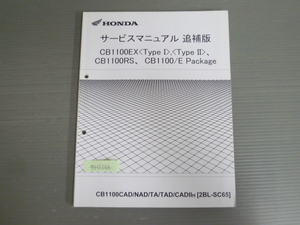 HONDA
サービスマニュアル 追補版
CB1100EX〈Type I〉、〈Type II〉、
CB1100RS、 CB1100/E Package
CB1100CAD/NAD/TA/TAD/CADII(H) [2BL-SC65]